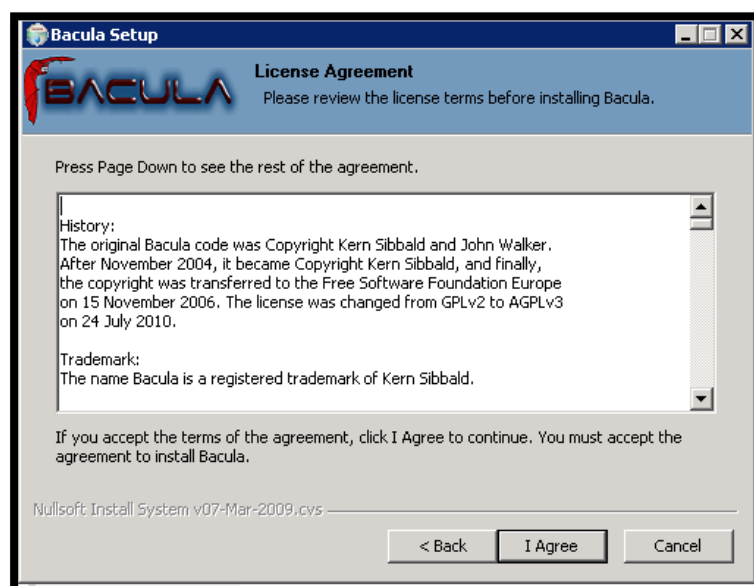 Bacula Setup
BACULA
License Agreement
Please review the license terms before installing Bacula.
Press Page Down to see the rest of the agreement.
History:
The original Bacula code was Copyright Kern Sibbald and John Walker.
After November 2004, it became Copyright Kern Sibbald, and finally,
the copyright was transferred to the Free Software Foundation Europe
on 15 November 2006. The license was changed from GPLv2 to AGPLv3
on 24 July 2010.
Trademark:
The name Bacula is a registered trademark of Kern Sibbald.
If you accept the terms of the agreement, click I Agree to continue. You must accept the
agreement to install Bacula.
Nullsoft Install System v07-Mar-2009.cvs
< Back
I Agree
Cancel